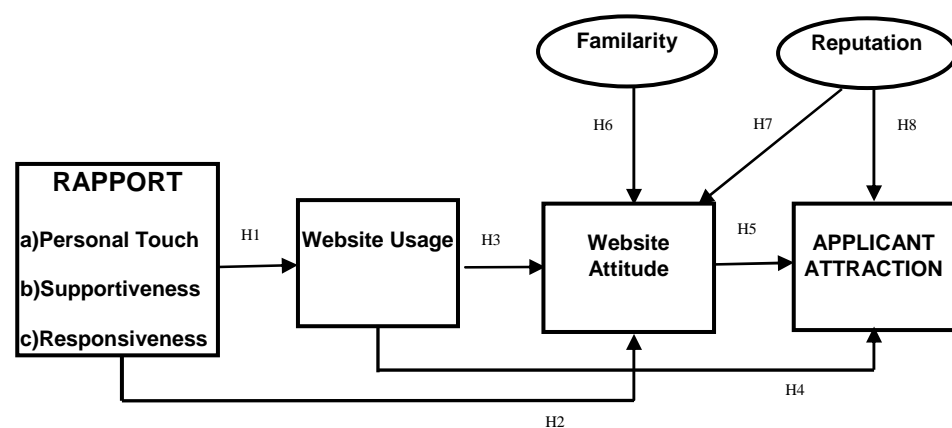 Familarity
Reputation
H6
H7
H8
RAPPORT
a)Personal Touch
b)Supportiveness
c)Responsiveness
H1
Website Usage
H3
Website
Attitude
H5
APPLICANT
ATTRACTION
H4
H2